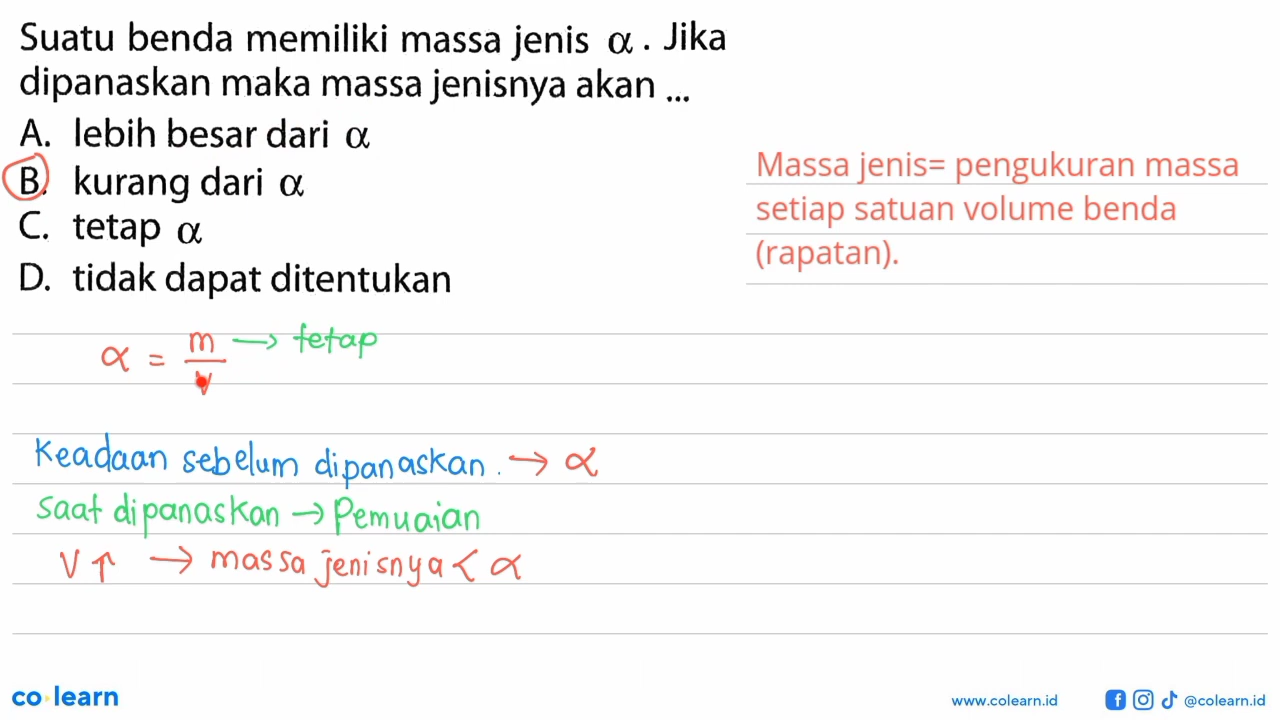 Suatu benda memiliki massa jenis α. Jika
dipanaskan maka massa jenisnya akan ...
A. lebih besar dari α
B. kurang dari α
C. tetap α
D. tidak dapat ditentukan
Massa jenis= pengukuran massa
setiap satuan volume benda
(rapatan).
α = m/V → tetap
Keadaan sebelum dipanaskan. → α
saat dipanaskan → Pemuaian
V↑ → massa jenisnya < α
co learn
www.colearn.id
@colearn.id